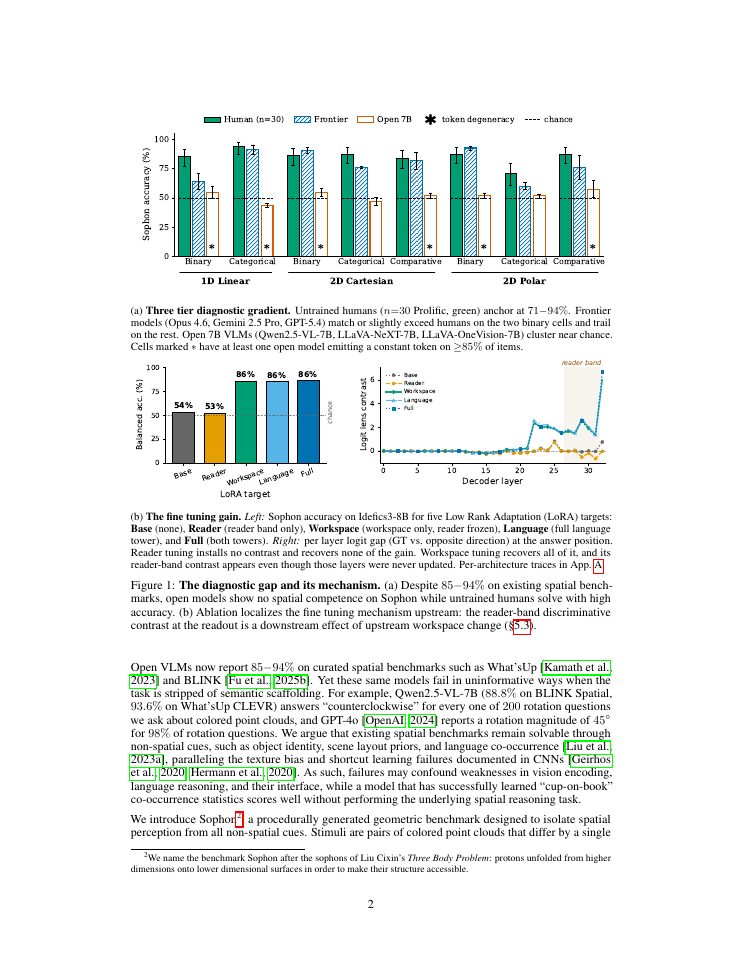 Human (n=30) Frontier Open 7B ✱ token degeneracy chance
Sophon accuracy (%)
100
75
50
25
0
* * * * * *
Binary Categorical Binary Categorical Comparative Binary Categorical Comparative
1D Linear 2D Cartesian 2D Polar
(a) Three tier diagnostic gradient. Untrained humans (n=30 Prolific, green) anchor at 71−94%. Frontier
models (Opus 4.6, Gemini 2.5 Pro, GPT-5.4) match or slightly exceed humans on the two binary cells and trail
on the rest. Open 7B VLMs (Qwen2.5-VL-7B, LLaVA-NeXT-7B, LLaVA-OneVision-7B) cluster near chance.
Cells marked ∗ have at least one open model emitting a constant token on ≥85% of items.
Balanced acc. (%)
100
75
50
25
0
54% 53% 86% 86% 86%
chance
Base Reader Workspace Language Full
LoRA target
reader band
Logit lens contrast
6
4
2
0
Base
Reader
Workspace
Language
Full
0 5 10 15 20 25 30
Decoder layer
(b) The fine tuning gain. Left: Sophon accuracy on Idefics3-8B for five Low Rank Adaptation (LoRA) targets:
Base (none), Reader (reader band only), Workspace (workspace only, reader frozen), Language (full language
tower), and Full (both towers). Right: per layer logit gap (GT vs. opposite direction) at the answer position.
Reader tuning installs no contrast and recovers none of the gain. Workspace tuning recovers all of it, and its
reader-band contrast appears even though those layers were never updated. Per-architecture traces in App. A.
Figure 1: The diagnostic gap and its mechanism. (a) Despite 85−94% on existing spatial bench-
marks, open models show no spatial competence on Sophon while untrained humans solve with high
accuracy. (b) Ablation localizes the fine tuning mechanism upstream: the reader-band discriminative
contrast at the readout is a downstream effect of upstream workspace change (§5.3).
Open VLMs now report 85−94% on curated spatial benchmarks such as What'sUp [Kamath et al.,
2023] and BLINK [Fu et al., 2025b]. Yet these same models fail in uninformative ways when the
task is stripped of semantic scaffolding. For example, Qwen2.5-VL-7B (88.8% on BLINK Spatial,
93.6% on What'sUp CLEVR) answers “counterclockwise” for every one of 200 rotation questions
we ask about colored point clouds, and GPT-4o [OpenAI, 2024] reports a rotation magnitude of 45°
for 98% of rotation questions. We argue that existing spatial benchmarks remain solvable through
non-spatial cues, such as object identity, scene layout priors, and language co-occurrence [Liu et al.,
2023a], paralleling the texture bias and shortcut learning failures documented in CNNs [Geirhos
et al., 2020, Hermann et al., 2020]. As such, failures may confound weaknesses in vision encoding,
language reasoning, and their interface, while a model that has successfully learned “cup-on-book”
co-occurrence statistics scores well without performing the underlying spatial reasoning task.
We introduce Sophon², a procedurally generated geometric benchmark designed to isolate spatial
perception from all non-spatial cues. Stimuli are pairs of colored point clouds that differ by a single
²We name the benchmark Sophon after the sophons of Liu Cixin's Three Body Problem: protons unfolded from higher
dimensions onto lower dimensional surfaces in order to make their structure accessible.
2